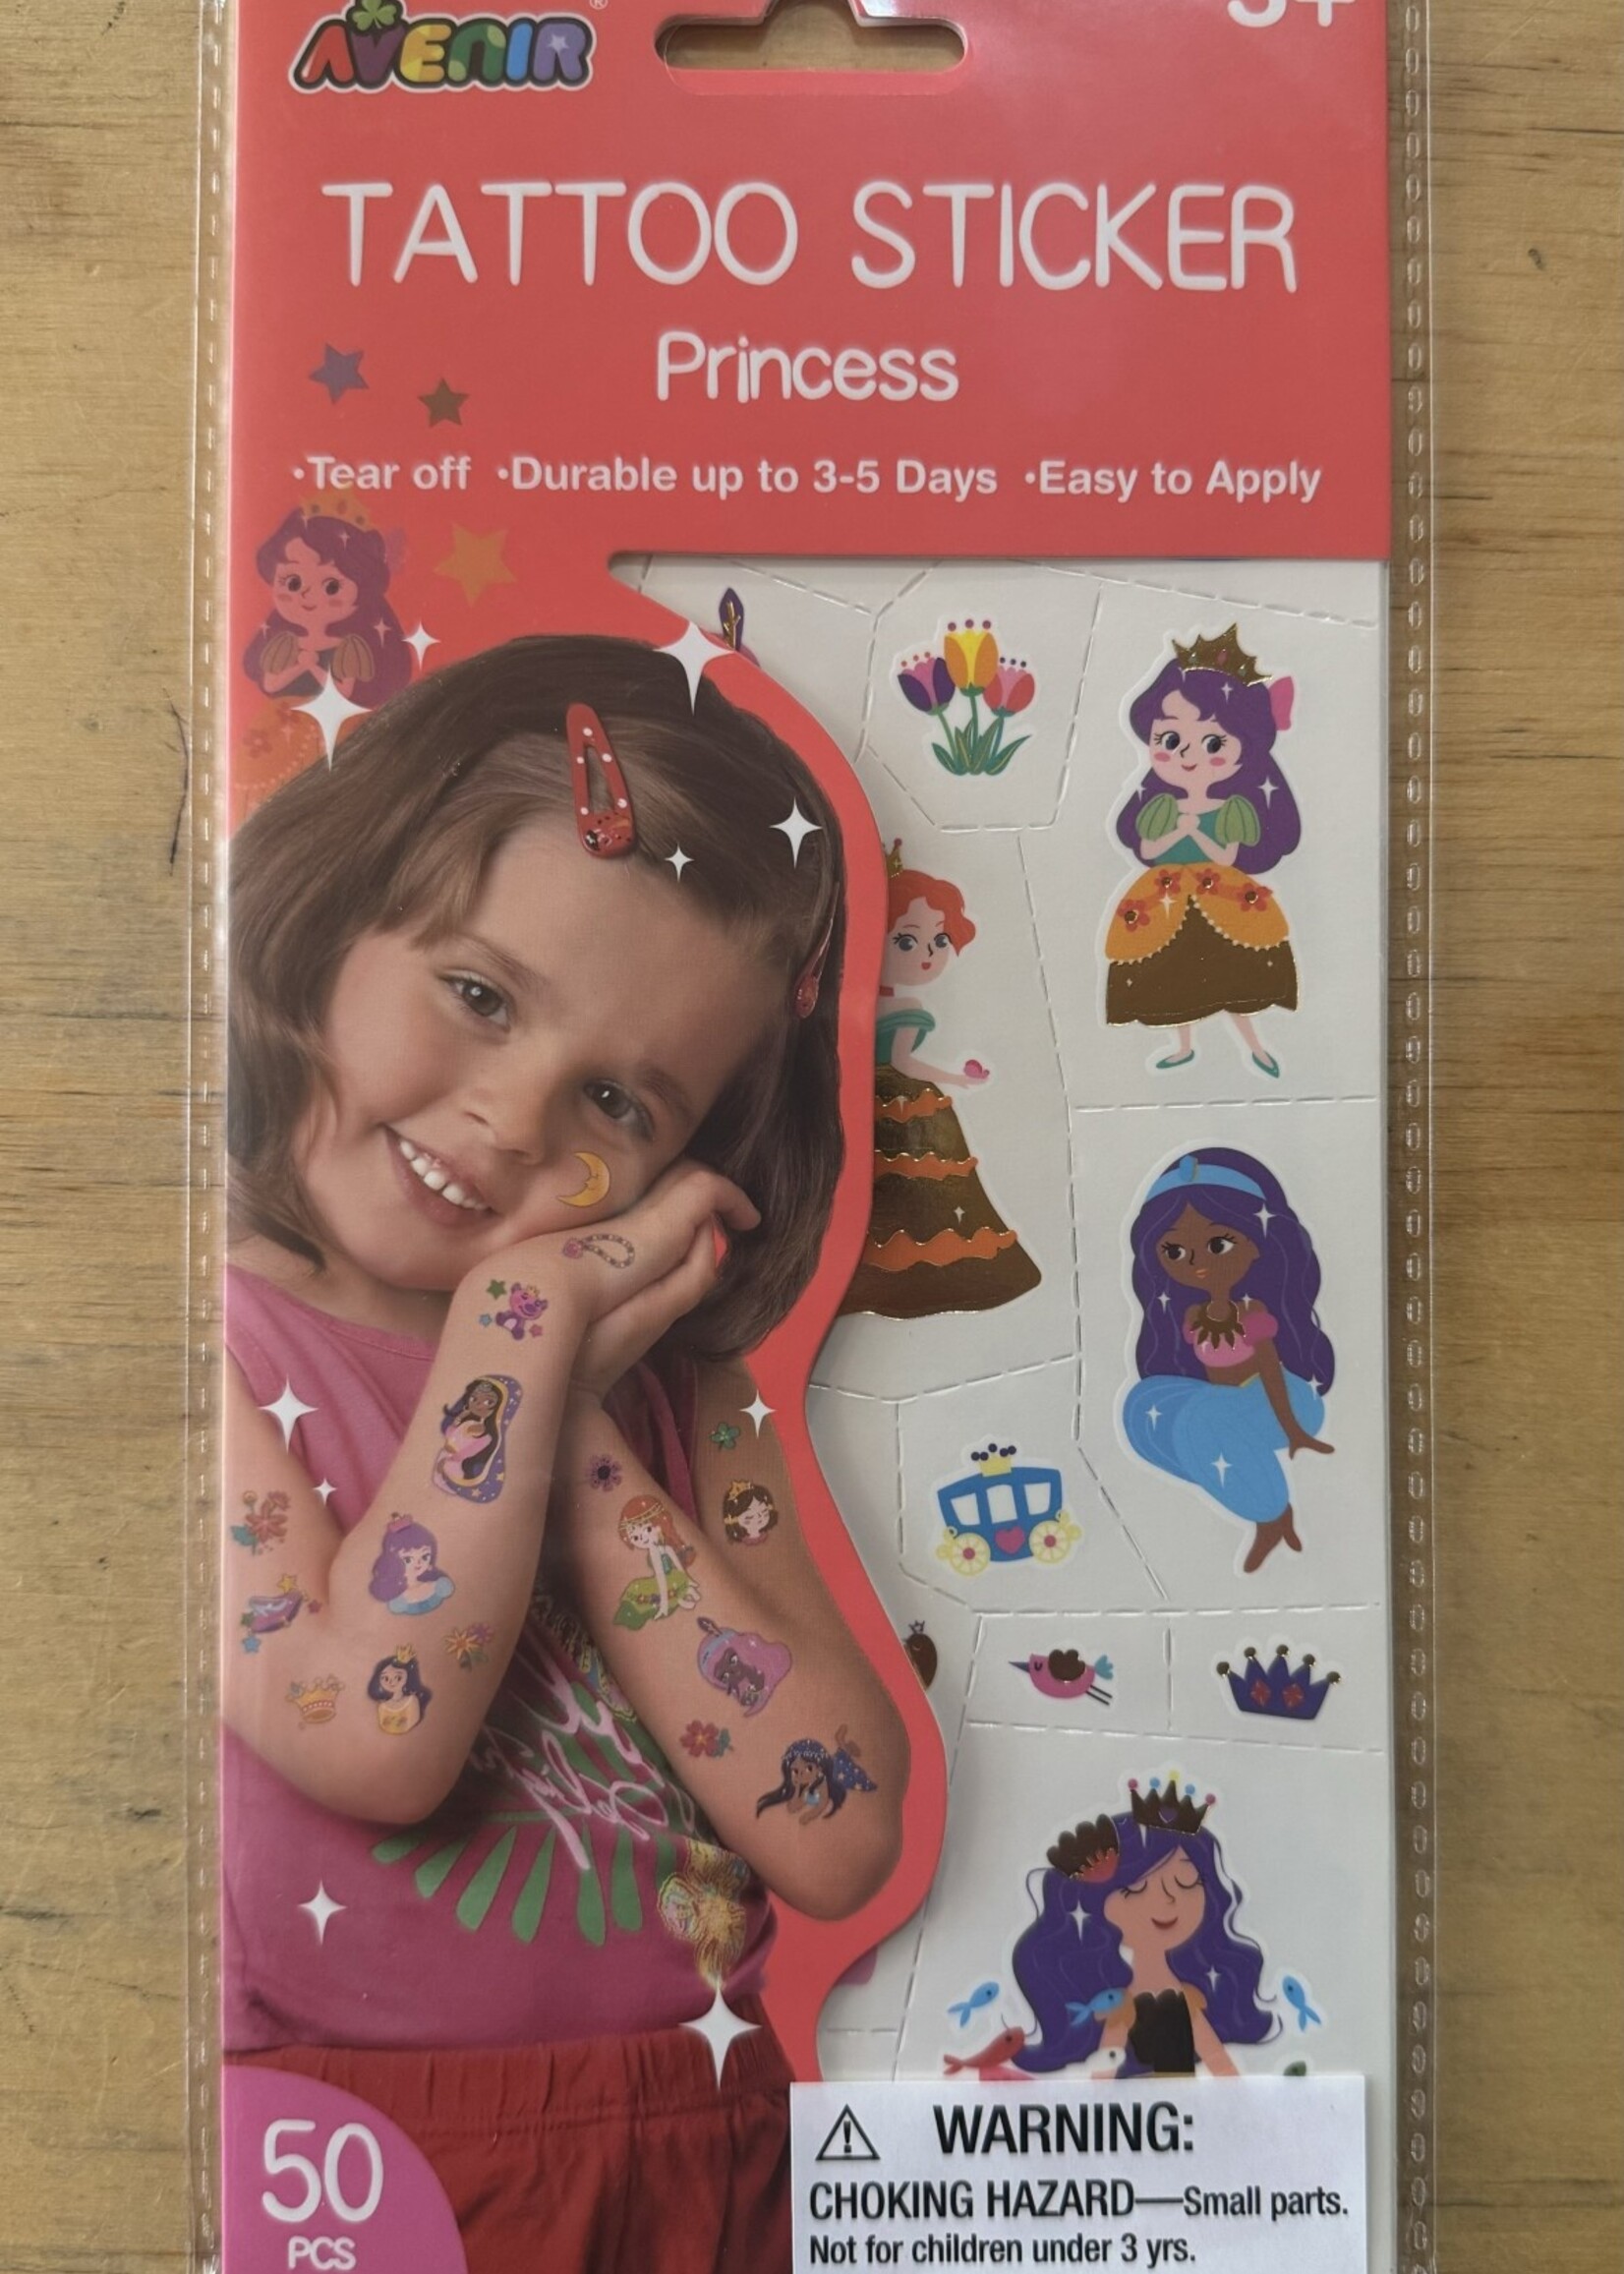 AVENIR®
TATTOO STICKER
Princess
•Tear off •Durable up to 3-5 Days •Easy to Apply
50
PCS
WARNING:
CHOKING HAZARD—Small parts.
Not for children under 3 yrs.